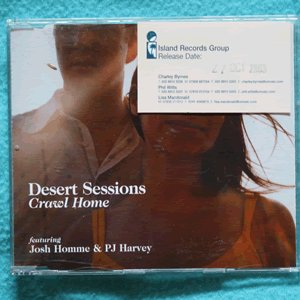 Island Records Group
Release Date:
27 OCT 2003
Charley Byrnes
Phil Witts
Lisa Macdonald
Desert Sessions
Crawl Home
featuring
Josh Homme & PJ Harvey